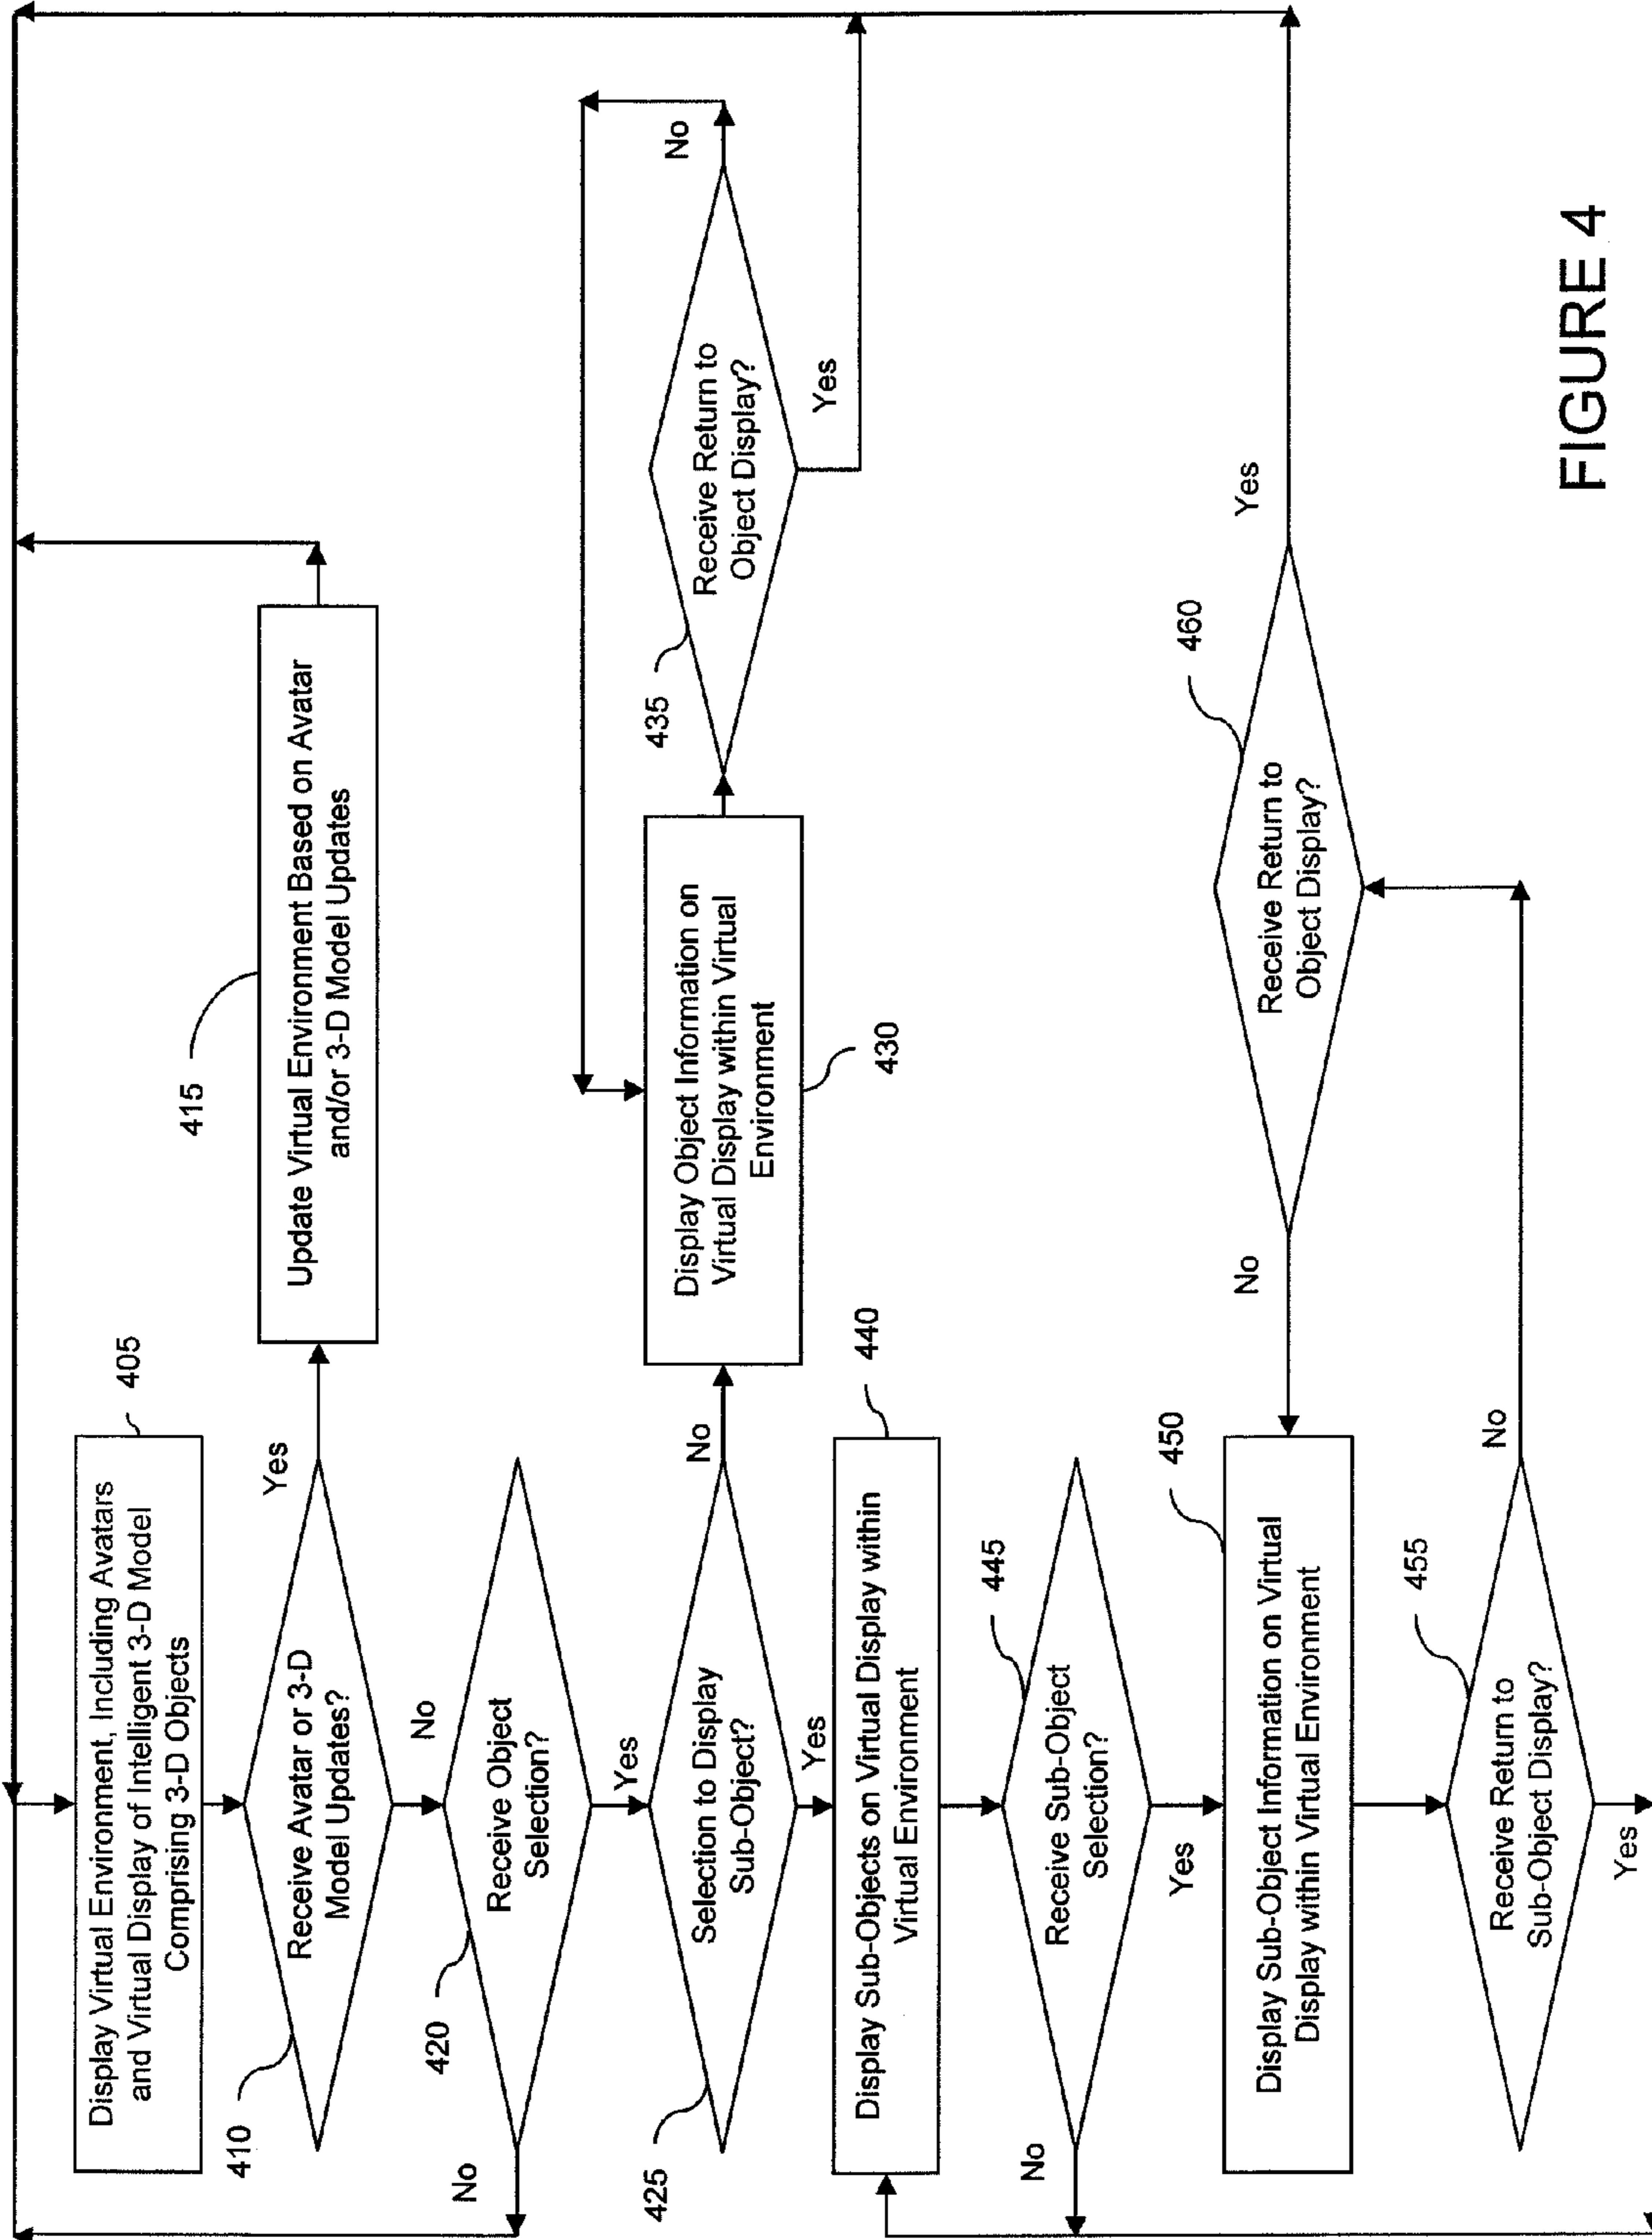 Display Virtual Environment, Including Avatars
and Virtual Display of Intelligent 3-D Model
Comprising 3-D Objects
405
410
Receive Avatar or 3-D
Model Updates?
Yes
No
415
Update Virtual Environment Based on Avatar
and/or 3-D Model Updates
420
Receive Object
Selection?
No
Yes
425
Selection to Display
Sub-Object?
No
Yes
Display Object Information on
Virtual Display within Virtual
Environment
430
435
Receive Return to
Object Display?
No
Yes
440
Display Sub-Objects on Virtual Display within
Virtual Environment
445
Receive Sub-Object
Selection?
No
Yes
450
Display Sub-Object Information on Virtual
Display within Virtual Environment
455
Receive Return to
Sub-Object Display?
No
Yes
460
Receive Return to
Object Display?
No
Yes
FIGURE 4